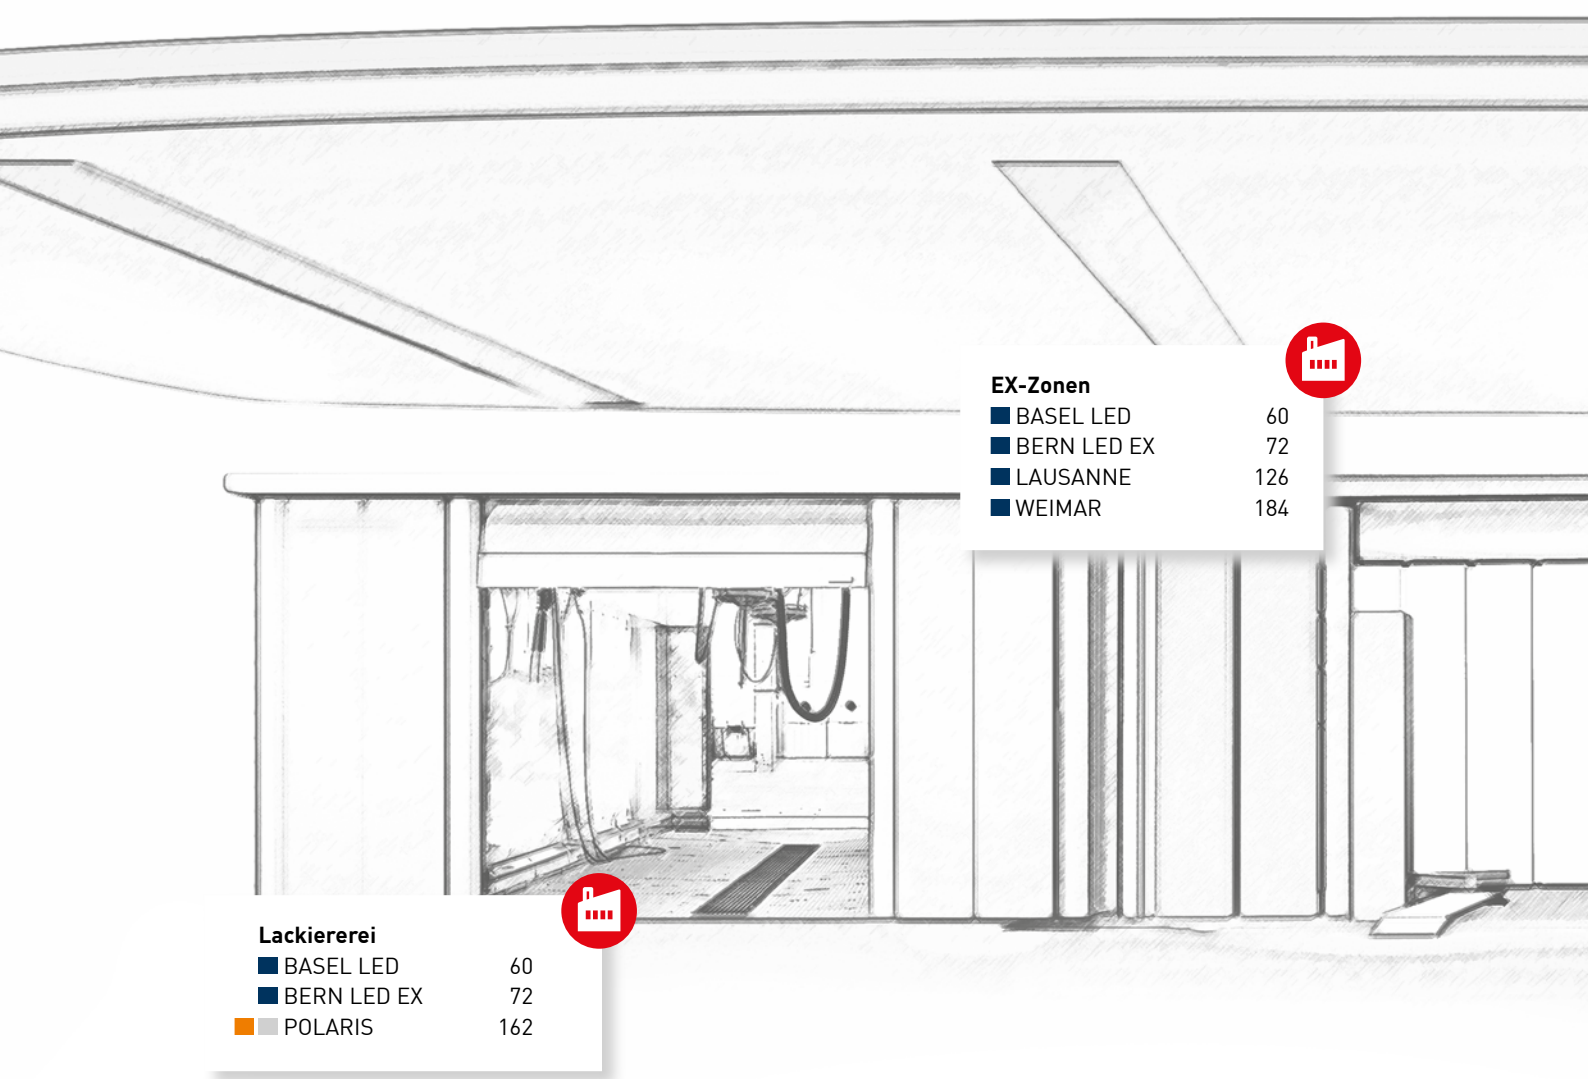 EX-Zonen
BASEL LED 60
BERN LED EX 72
LAUSANNE 126
WEIMAR 184
Lackiererei
BASEL LED 60
BERN LED EX 72
POLARIS 162